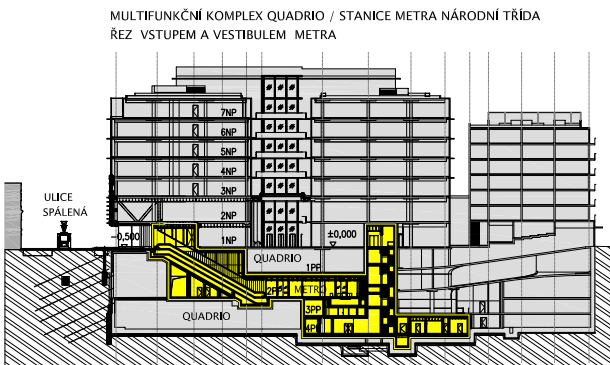 MULTIFUNKČNÍ KOMPLEX QUADRIO / STANICE METRA NÁRODNÍ TŘÍDA
ŘEZ VSTUPEM A VESTIBULEM METRA
7NP
6NP
5NP
4NP
3NP
2NP
1NP
ULICE
SPÁLENÁ
-0,500
±0,000
QUADRIO
1PP
2PP
METRO
QUADRIO
3PP
4PP